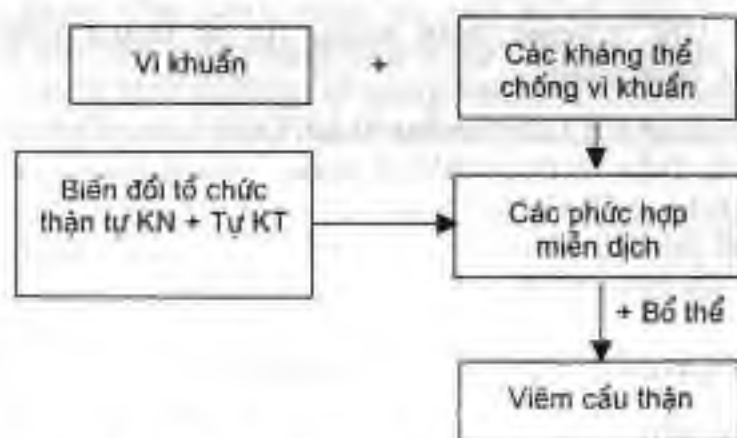 Vi khuẩn
+
Các kháng thể
chống vi khuẩn
Biến đổi tổ chức
thận tự KN + Tự KT
Các phức hợp
miễn dịch
+ Bổ thể
Viêm cầu thận